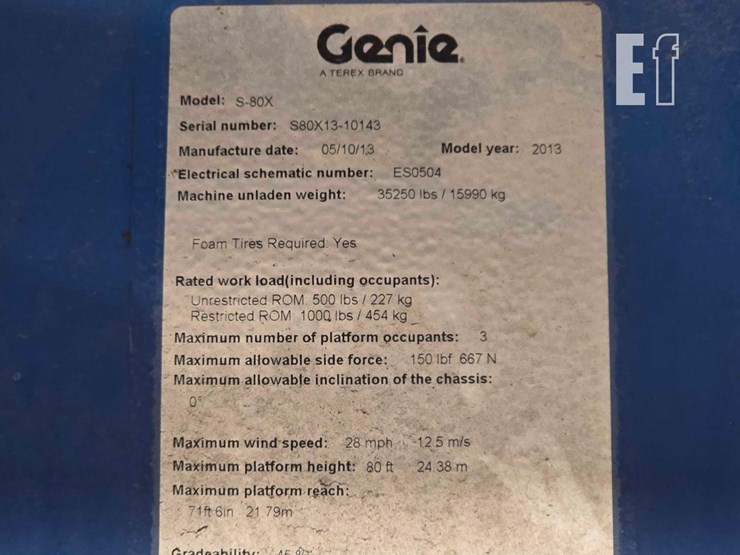 Genie.
A TEREX BRAND
Ef
Model: S-80X
Serial number: S80X13-10143
Manufacture date: 05/10/13 Model year: 2013
Electrical schematic number: ES0504
Machine unladen weight: 35250 lbs / 15990 kg
Foam Tires Required: Yes
Rated work load(including occupants):
Unrestricted ROM 500 lbs / 227 kg
Restricted ROM 1000 lbs / 454 kg
Maximum number of platform occupants: 3
Maximum allowable side force: 150 lbf 667 N
Maximum allowable inclination of the chassis:
0°
Maximum wind speed: 28 mph 12.5 m/s
Maximum platform height: 80 ft 24.38 m
Maximum platform reach:
71ft 6in 21.79m
Gradeability: 45 %